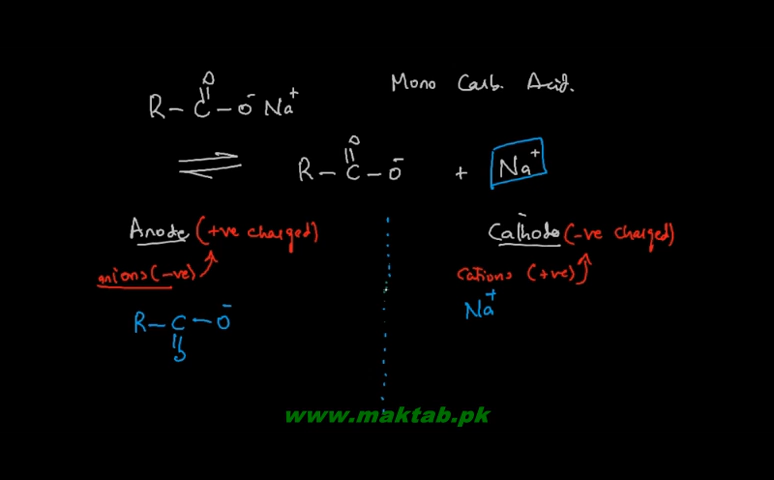 Mono Carb. Acid.
O
R – C – O⁻ Na⁺
O
⇌ R – C – O⁻ + Na⁺
Anode (+ve charged)
Cathode (-ve charged)
anions (-ve)
cations (+ve)
R – C – O⁻
O
Na⁺
www.maktab.pk